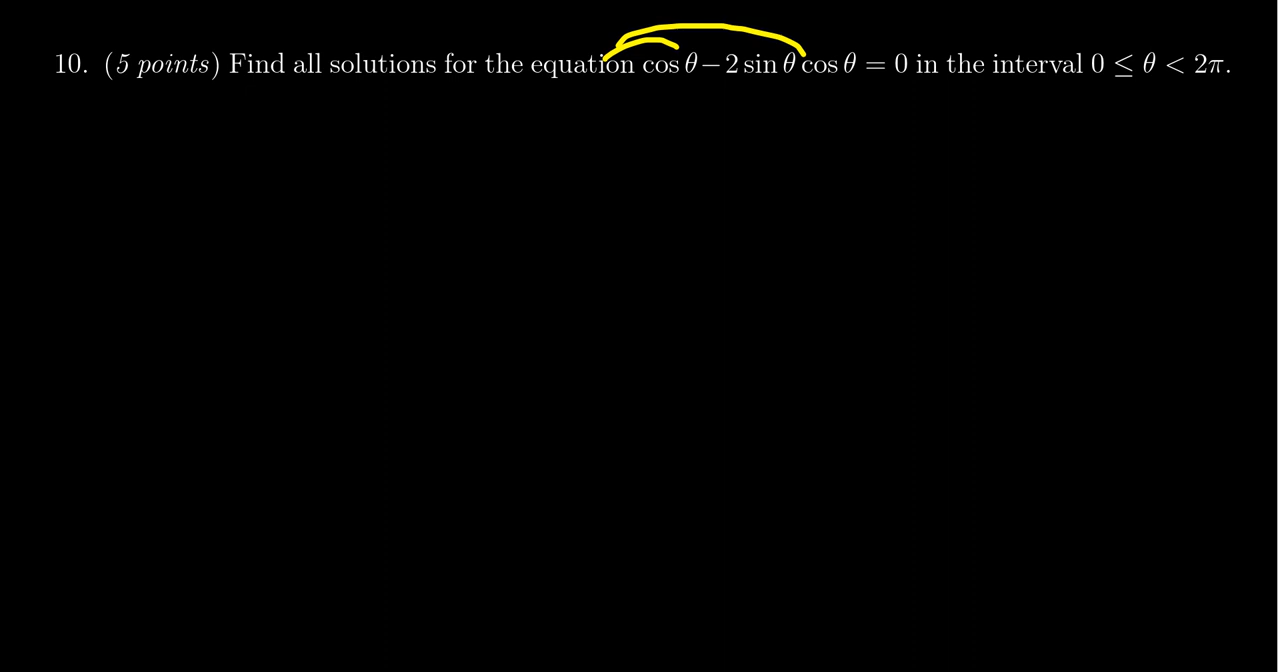 10. (5 points) Find all solutions for the equation cos θ − 2 sin θ cos θ = 0 in the interval 0 ≤ θ < 2π.